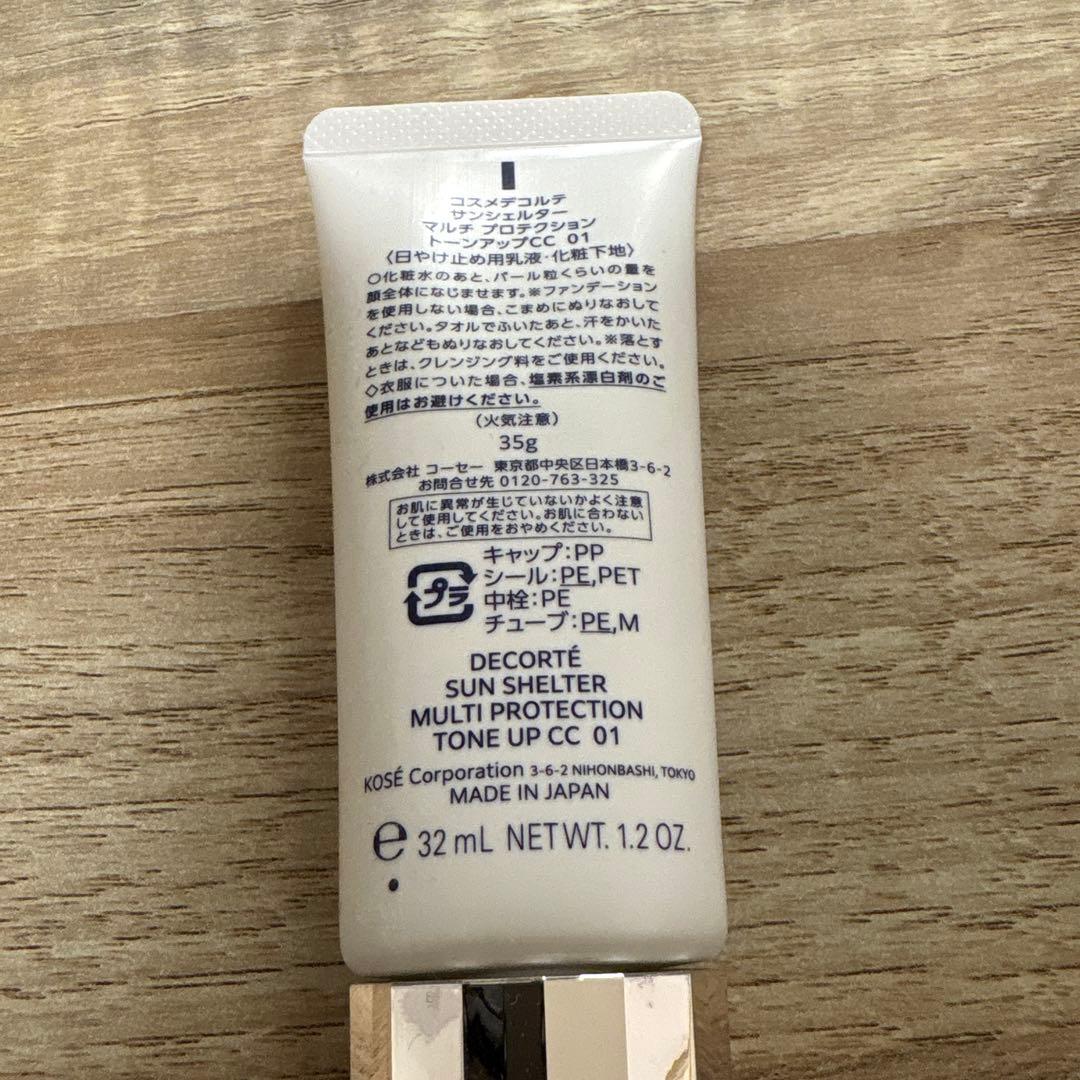 コスメデコルテ
サンシェルター
マルチ プロテクション
トーンアップCC 01
〈日やけ止め用乳液・化粧下地〉
○化粧水のあと、パール粒くらいの量を
顔全体になじませます。※ファンデーション
を使用しない場合、こまめにぬりなおして
ください。タオルでふいたあと、汗をかいた
あとなどもぬりなおしてください。※落とす
ときは、クレンジング料をご使用ください。
◇衣服についた場合、塩素系漂白剤のご
使用はお避けください。
(火気注意)
35g
株式会社 コーセー 東京都中央区日本橋3-6-2
お問合せ先 0120-763-325
お肌に異常が生じていないかよく注意
して使用してください。お肌に合わない
ときは、ご使用をおやめください。
キャップ:PP
プラ シール:PE,PET
中栓:PE
チューブ:PE,M
DECORTÉ
SUN SHELTER
MULTI PROTECTION
TONE UP CC 01
KOSÉ Corporation 3-6-2 NIHONBASHI, TOKYO
MADE IN JAPAN
e 32 mL NET WT. 1.2 OZ.